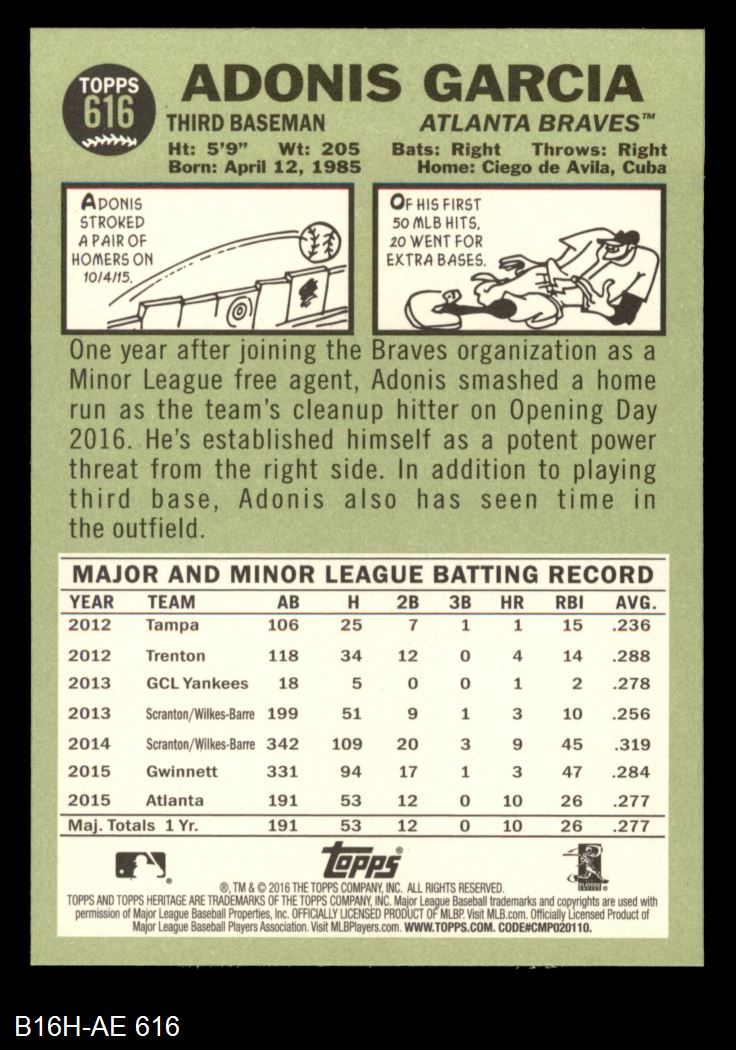 TOPPS
616
ADONIS GARCIA
THIRD BASEMAN
ATLANTA BRAVES™
Ht: 5'9" Wt: 205 Bats: Right Throws: Right
Born: April 12, 1985 Home: Ciego de Avila, Cuba
ADONIS
STROKED
A PAIR OF
HOMERS ON
10/4/15.
OF HIS FIRST
50 MLB HITS,
20 WENT FOR
EXTRA BASES.
One year after joining the Braves organization as a
Minor League free agent, Adonis smashed a home
run as the team's cleanup hitter on Opening Day
2016. He's established himself as a potent power
threat from the right side. In addition to playing
third base, Adonis also has seen time in
the outfield.
MAJOR AND MINOR LEAGUE BATTING RECORD
YEAR TEAM AB H 2B 3B HR RBI AVG.
2012 Tampa 106 25 7 1 1 15 .236
2012 Trenton 118 34 12 0 4 14 .288
2013 GCL Yankees 18 5 0 0 1 2 .278
2013 Scranton/Wilkes-Barre 199 51 9 1 3 10 .256
2014 Scranton/Wilkes-Barre 342 109 20 3 9 45 .319
2015 Gwinnett 331 94 17 1 3 47 .284
2015 Atlanta 191 53 12 0 10 26 .277
Maj. Totals 1 Yr. 191 53 12 0 10 26 .277
topps®
®, TM & © 2016 THE TOPPS COMPANY, INC. ALL RIGHTS RESERVED.
TOPPS AND TOPPS HERITAGE ARE TRADEMARKS OF THE TOPPS COMPANY, INC. Major League Baseball trademarks and copyrights are used with
permission of Major League Baseball Properties, Inc. OFFICIALLY LICENSED PRODUCT OF MLBP. Visit MLB.com. Officially Licensed Product of
Major League Baseball Players Association. Visit MLBPlayers.com. WWW.TOPPS.COM. CODE#CMP020110.
B16H-AE 616